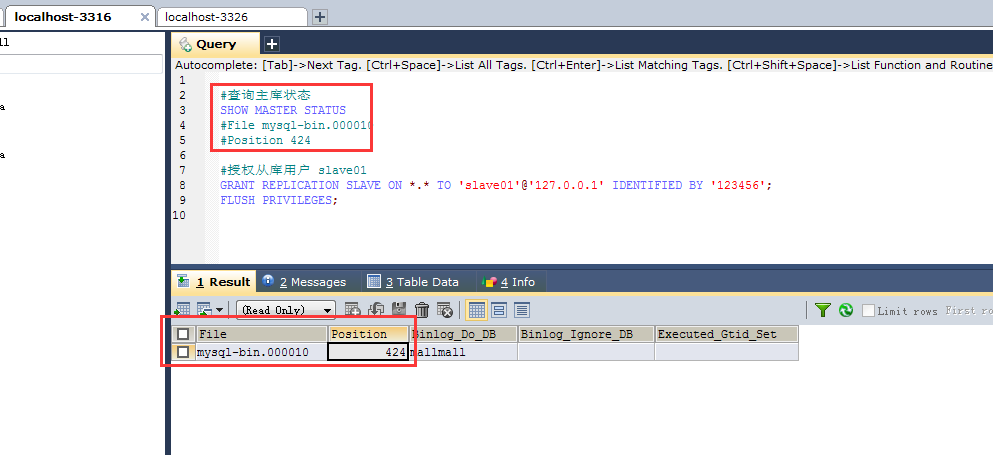 localhost-3316
localhost-3326
ll
Query
Autocomplete: [Tab]->Next Tag. [Ctrl+Space]->List All Tags. [Ctrl+Enter]->List Matching Tags. [Ctrl+Shift+Space]->List Function and Routine
1
2 #查询主库状态
3 SHOW MASTER STATUS
4 #File mysql-bin.000010
5 #Position 424
6
7 #授权从库用户 slave01
8 GRANT REPLICATION SLAVE ON *.* TO 'slave01'@'127.0.0.1' IDENTIFIED BY '123456';
9 FLUSH PRIVILEGES;
10
a
a
1 Result 2 Messages 3 Table Data 4 Info
(Read Only) Limit rows First ro
File Position Binlog_Do_DB Binlog_Ignore_DB Executed_Gtid_Set
mysql-bin.000010 424 mallmall